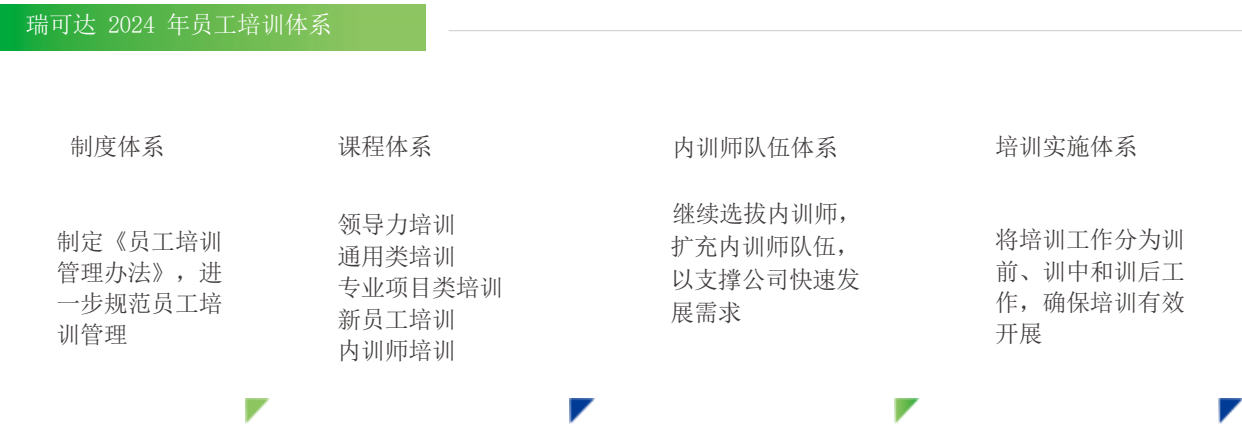 瑞可达 2024 年员工培训体系
制度体系
制定《员工培训
管理办法》，进
一步规范员工培
训管理
课程体系
领导力培训
通用类培训
专业项目类培训
新员工培训
内训师培训
内训师队伍体系
继续选拔内训师，
扩充内训师队伍，
以支撑公司快速发
展需求
培训实施体系
将培训工作分为训
前、训中和训后工
作，确保培训有效
开展